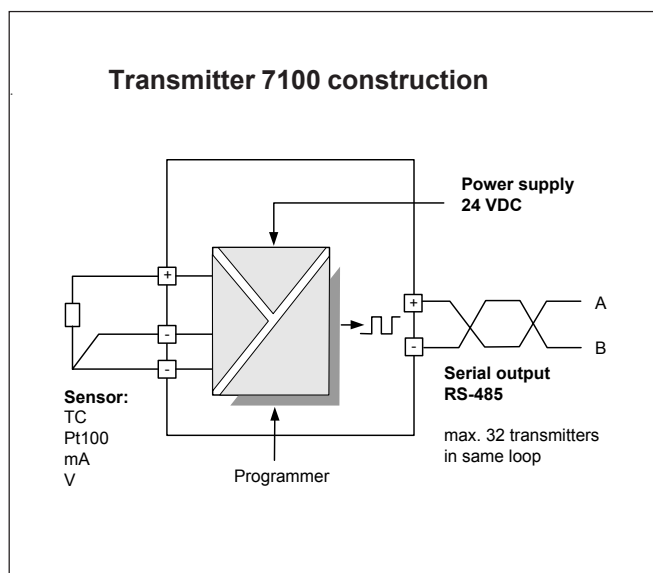 Transmitter 7100 construction
Power supply
24 VDC
+
-
-
+
-
A
B
Sensor:
TC
Pt100
mA
V
Programmer
Serial output
RS-485
max. 32 transmitters
in same loop